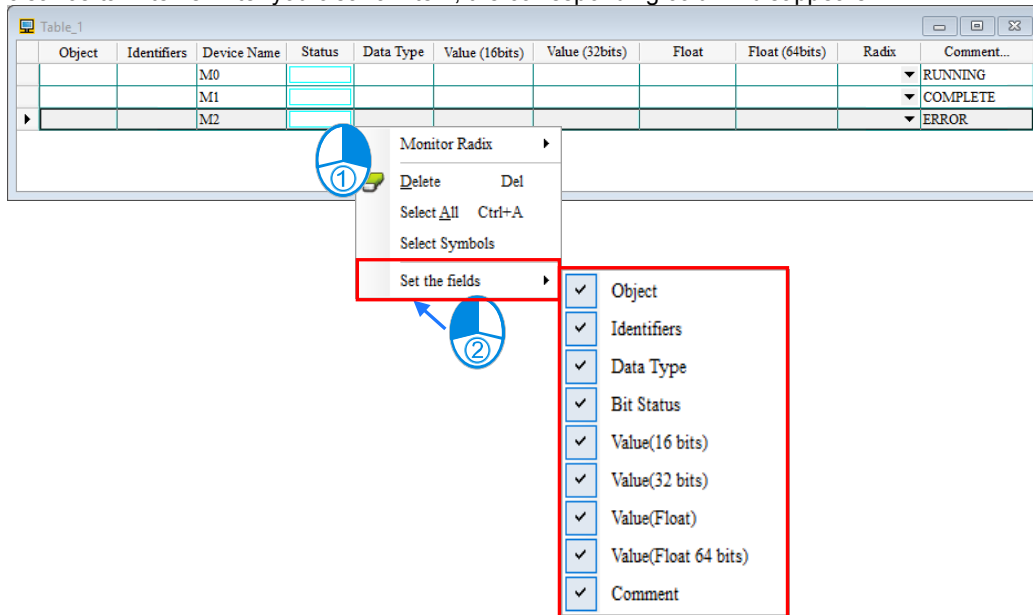 Table_1
Object Identifiers Device Name Status Data Type Value (16bits) Value (32bits) Float Float (64bits) Radix Comment...
M0 RUNNING
M1 COMPLETE
M2 ERROR
Monitor Radix
1
Delete Del
Select All Ctrl+A
Select Symbols
Set the fields
2
Object
Identifiers
Data Type
Bit Status
Value(16 bits)
Value(32 bits)
Value(Float)
Value(Float 64 bits)
Comment